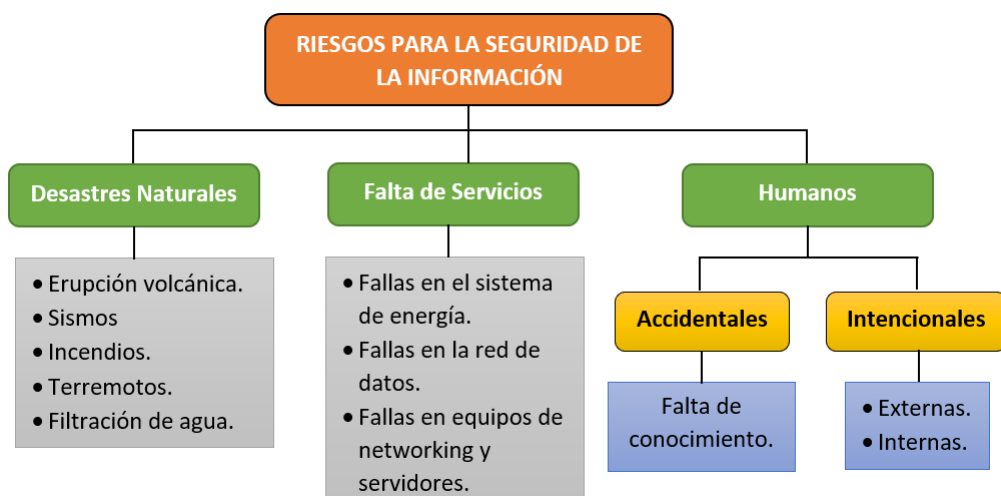 RIESGOS PARA LA SEGURIDAD DE
LA INFORMACIÓN
Desastres Naturales
• Erupción volcánica.
• Sismos
• Incendios.
• Terremotos.
• Filtración de agua.
Falta de Servicios
• Fallas en el sistema
de energía.
• Fallas en la red de
datos.
• Fallas en equipos de
networking y
servidores.
Humanos
Accidentales
Falta de
conocimiento.
Intencionales
• Externas.
• Internas.